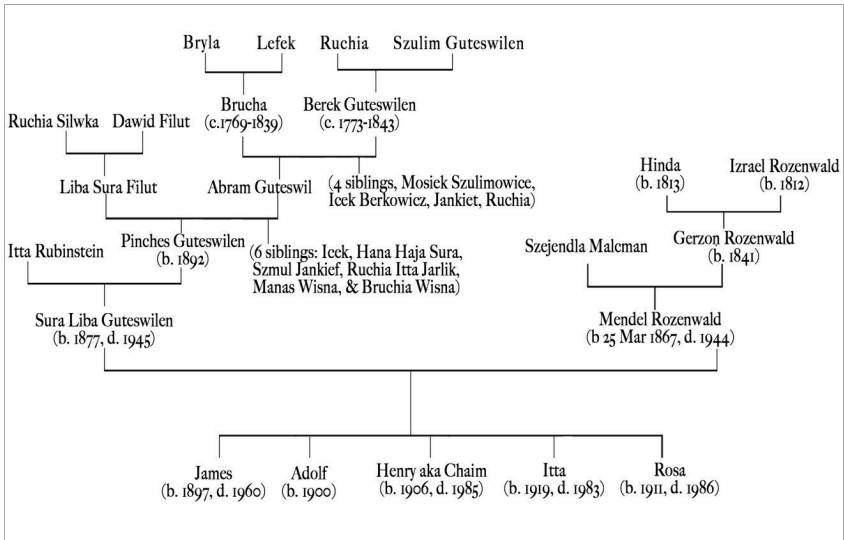 Bryla Lefek Ruchia Szulim Guteswilen
Brucha
(c.1769-1839)
Berek Guteswilen
(c. 1773-1843)
Ruchia Silwka Dawid Filut
Liba Sura Filut
Abram Guteswil
(4 siblings, Mosiek Szulimowice,
Icek Berkowicz, Jankiet, Ruchia)
Hinda
(b. 1813)
Izrael Rozenwald
(b. 1812)
Itta Rubinstein
Pinches Guteswilen
(b. 1892)
(6 siblings: Icek, Hana Haja Sura,
Szmul Jankief, Ruchia Itta Jarlik,
Manas Wisna, & Bruchia Wisna)
Szejendla Malcman
Gerzon Rozenwald
(b. 1841)
Sura Liba Guteswilen
(b. 1877, d. 1945)
Mendel Rozenwald
(b 25 Mar 1867, d. 1944)
James
(b. 1897, d. 1960)
Adolf
(b. 1900)
Henry aka Chaim
(b. 1906, d. 1985)
Itta
(b. 1919, d. 1983)
Rosa
(b. 1911, d. 1986)